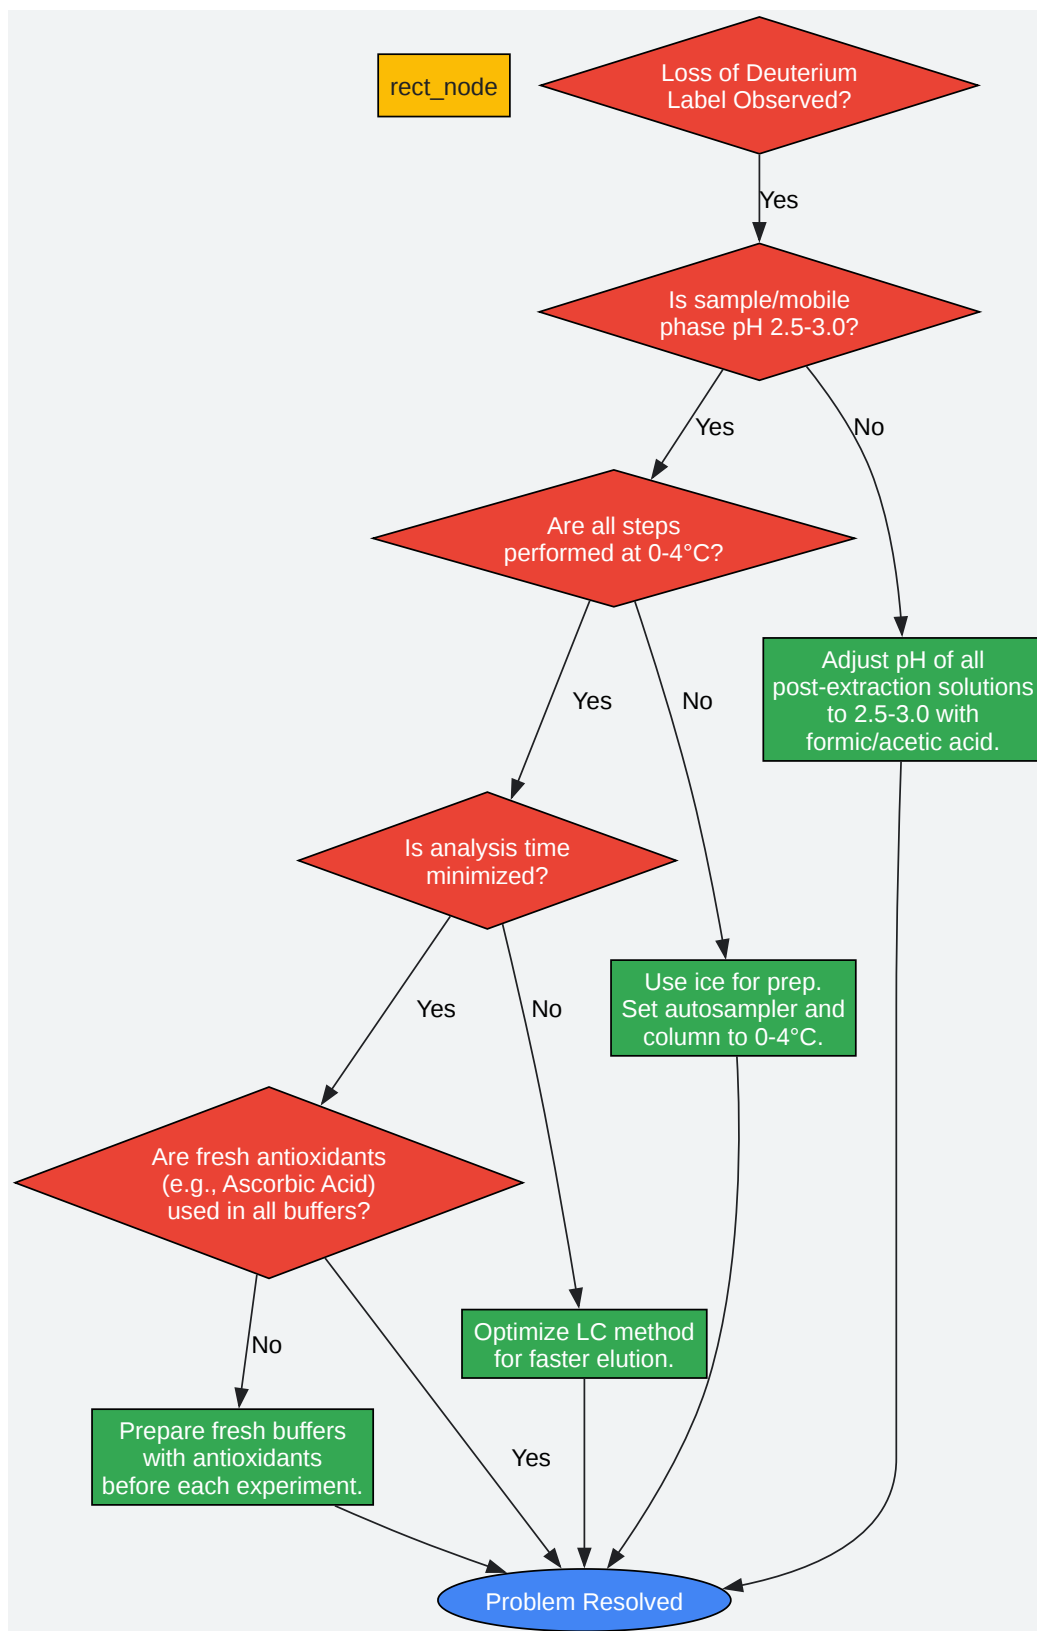 rect_node
Loss of Deuterium
Label Observed?
Yes
Is sample/mobile
phase pH 2.5-3.0?
Yes
No
Are all steps
performed at 0-4°C?
Adjust pH of all
post-extraction solutions
to 2.5-3.0 with
formic/acetic acid.
Yes
No
Is analysis time
minimized?
Use ice for prep.
Set autosampler and
column to 0-4°C.
Yes
No
Are fresh antioxidants
(e.g., Ascorbic Acid)
used in all buffers?
Optimize LC method
for faster elution.
No
Prepare fresh buffers
with antioxidants
before each experiment.
Yes
Problem Resolved